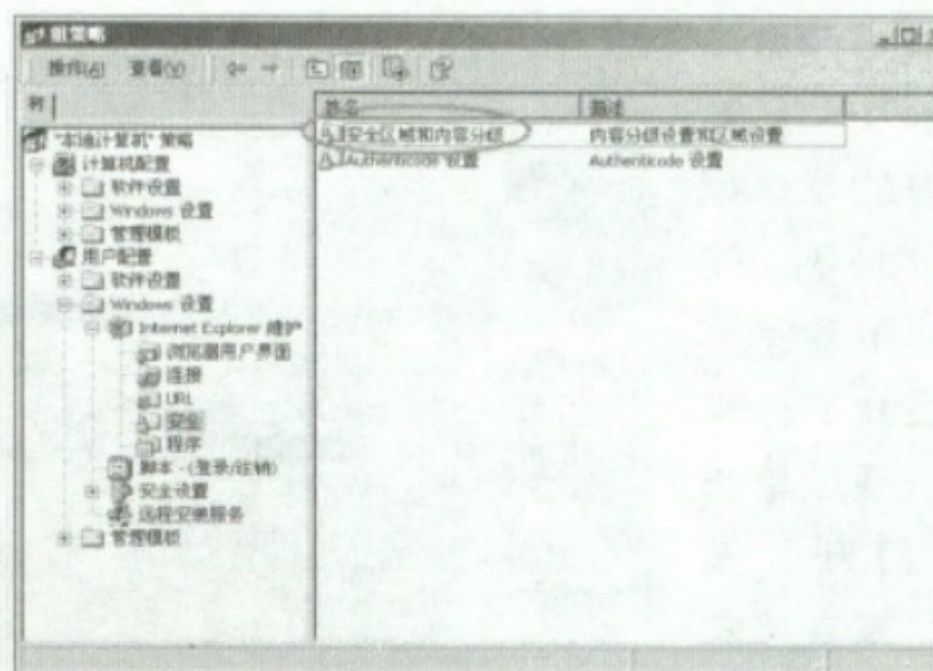 组策略
操作(A) 查看(V)
树
姓名 描述
"本地计算机" 策略
计算机配置
软件设置
Windows 设置
管理模板
用户配置
软件设置
Windows 设置
Internet Explorer 维护
浏览器用户界面
连接
URL
安全
程序
脚本 - (登录/注销)
安全设置
远程安装服务
管理模板
安全区域和内容分级 内容分级设置和区域设置
Authenticode 设置 Authenticode 设置